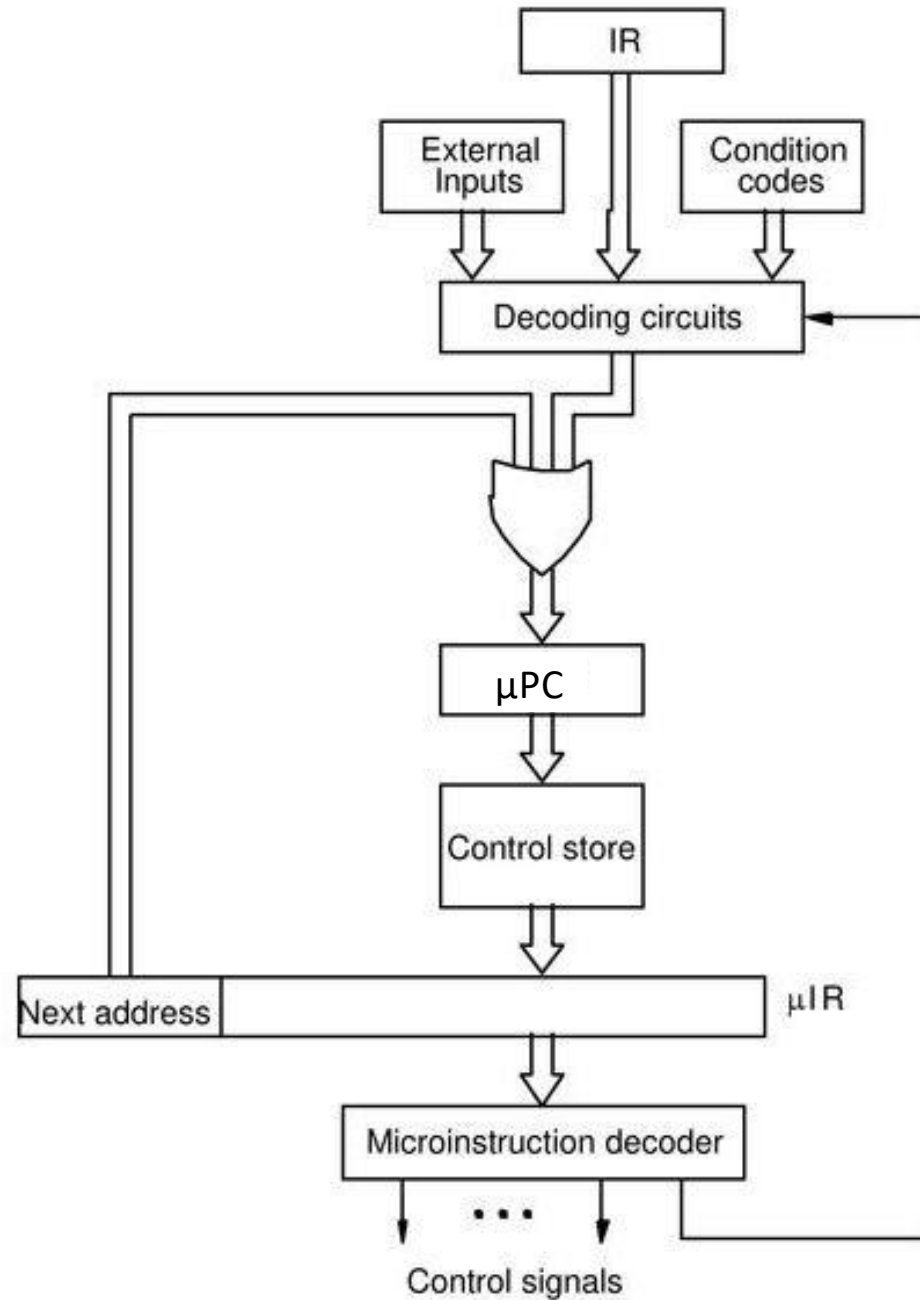 IR
External
Inputs
Condition
codes
Decoding circuits
μPC
Control store
Next address
μIR
Microinstruction decoder
...
Control signals